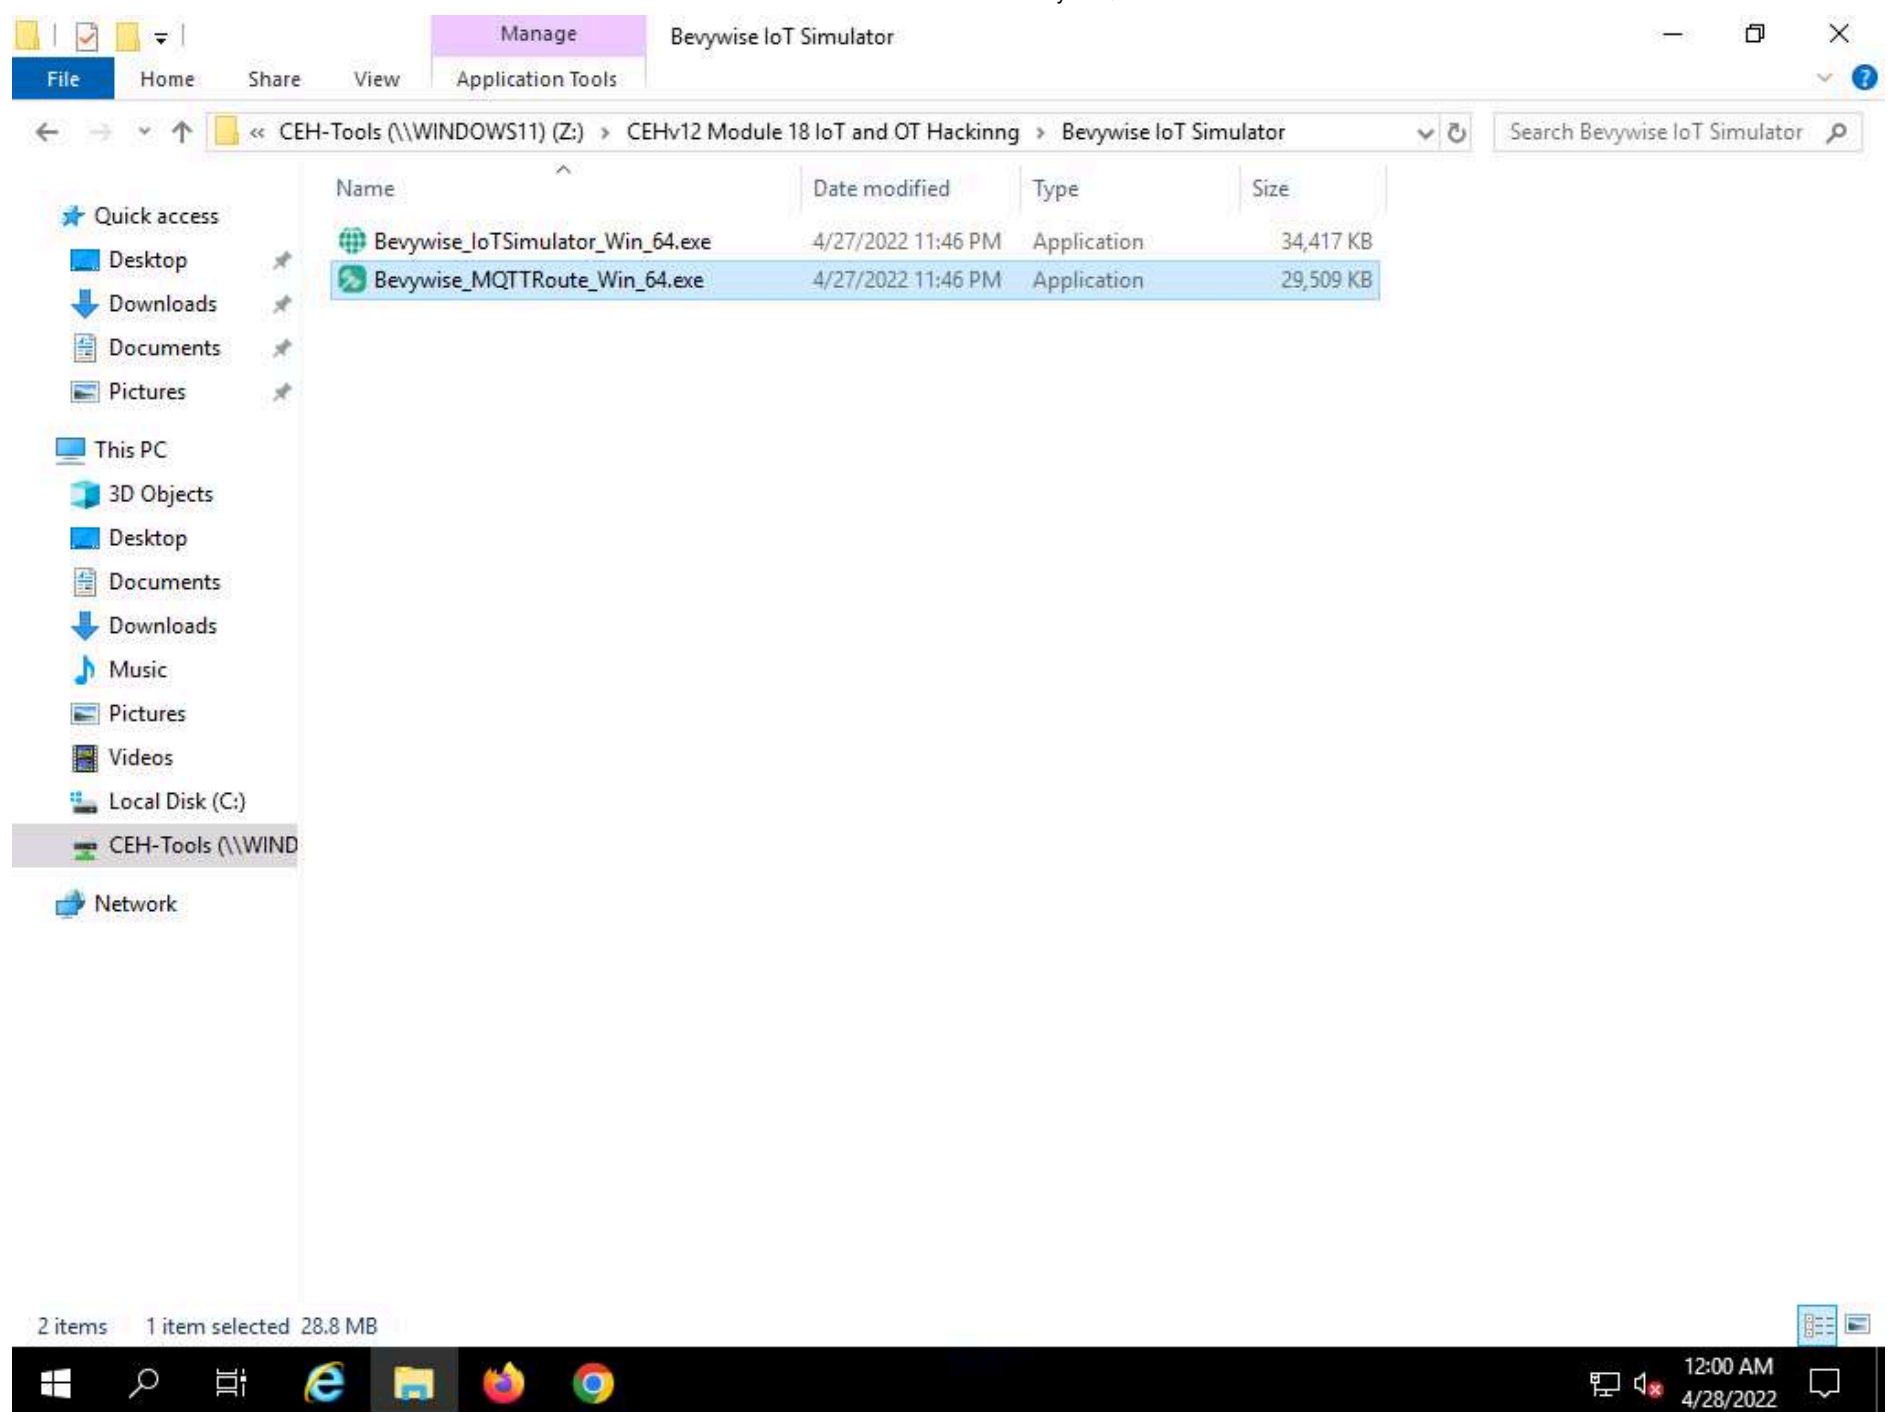 Manage
Bevywise IoT Simulator
File Home Share View Application Tools
« CEH-Tools (\\WINDOWS11) (Z:) › CEHv12 Module 18 IoT and OT Hackinng › Bevywise IoT Simulator
Search Bevywise IoT Simulator
Name Date modified Type Size
Bevywise_IoTSimulator_Win_64.exe 4/27/2022 11:46 PM Application 34,417 KB
Bevywise_MQTTRoute_Win_64.exe 4/27/2022 11:46 PM Application 29,509 KB
Quick access
Desktop
Downloads
Documents
Pictures
This PC
3D Objects
Desktop
Documents
Downloads
Music
Pictures
Videos
Local Disk (C:)
CEH-Tools (\\WIND
Network
2 items 1 item selected 28.8 MB
12:00 AM
4/28/2022